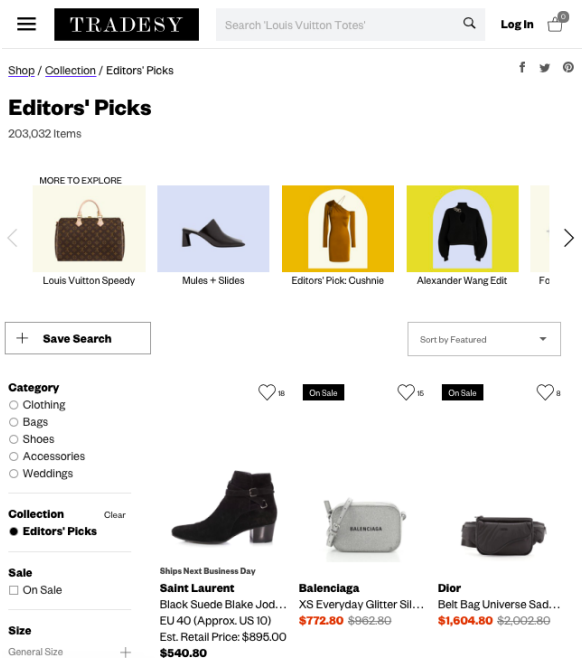 TRADESY
Search 'Louis Vuitton Totes'
Log In
0
Shop / Collection / Editors' Picks
Editors' Picks
203,032 Items
MORE TO EXPLORE
Louis Vuitton Speedy
Mules + Slides
Editors' Pick: Cushnie
Alexander Wang Edit
Fo
Save Search
Sort by Featured
Category
Clothing
Bags
Shoes
Accessories
Weddings
Collection Clear
Editors' Picks
Sale
On Sale
Size
General Size
18
Ships Next Business Day
Saint Laurent
Black Suede Blake Jod...
EU 40 (Approx. US 10)
Est. Retail Price: $895.00
$540.80
On Sale
15
BALENCIAGA
Balenciaga
XS Everyday Glitter Sil...
$772.80 $962.80
On Sale
8
Dior
Belt Bag Universe Sad...
$1,604.80 $2,002.80